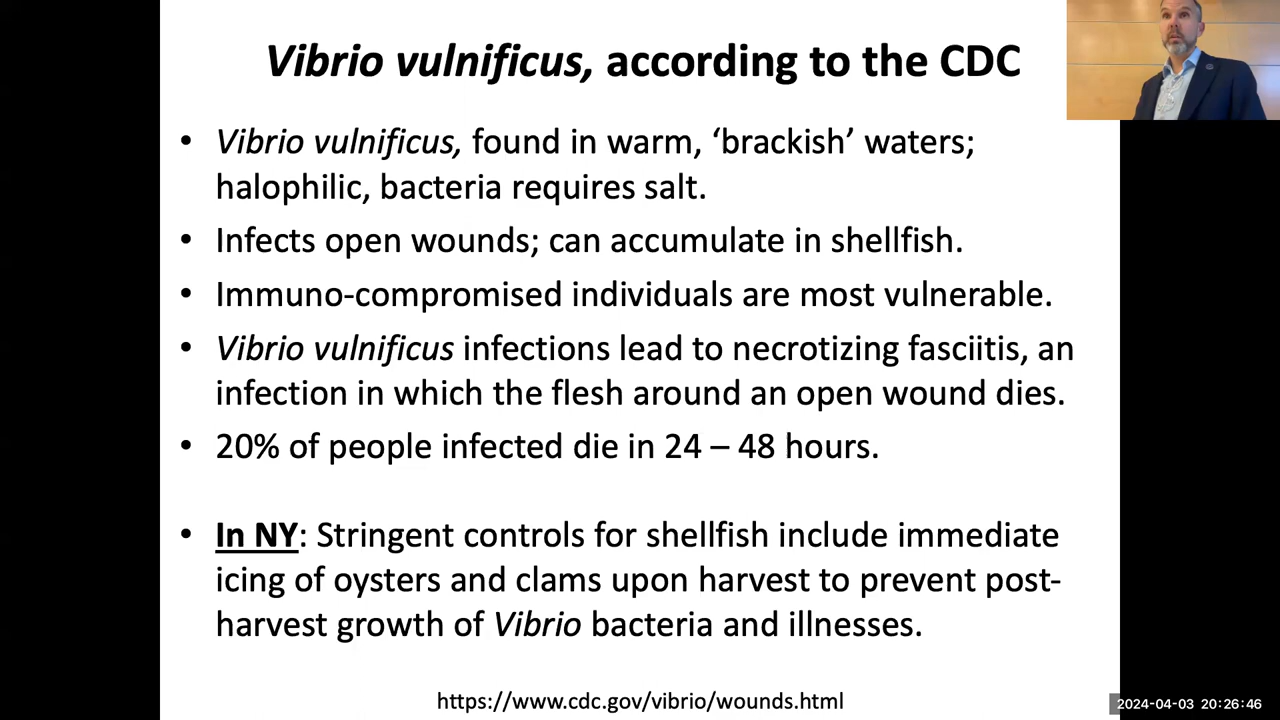 Vibrio vulnificus, according to the CDC
• Vibrio vulnificus, found in warm, ‘brackish’ waters;
halophilic, bacteria requires salt.
• Infects open wounds; can accumulate in shellfish.
• Immuno-compromised individuals are most vulnerable.
• Vibrio vulnificus infections lead to necrotizing fasciitis, an
infection in which the flesh around an open wound dies.
• 20% of people infected die in 24 – 48 hours.
• In NY: Stringent controls for shellfish include immediate
icing of oysters and clams upon harvest to prevent post-
harvest growth of Vibrio bacteria and illnesses.
https://www.cdc.gov/vibrio/wounds.html
2024-04-03 20:26:46